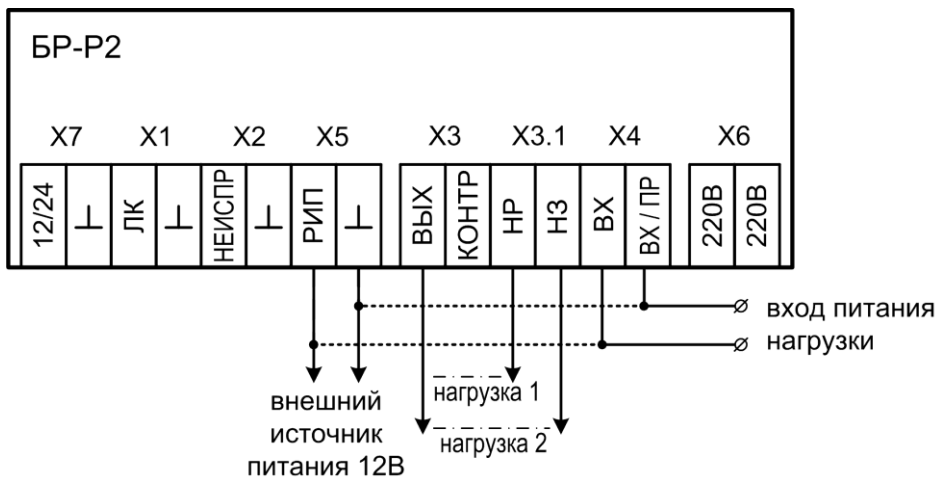 БР-Р2
X7 X1 X2 X5 X3 X3.1 X4 X6
12/24 ⊥ ЛК ⊥ НЕИСПР ⊥ РИП ⊥ ВЫХ КОНТР НР НЗ ВХ ВХ / ПР 220В 220В
вход питания
нагрузки
нагрузка 1
внешний
источник
питания 12В
нагрузка 2